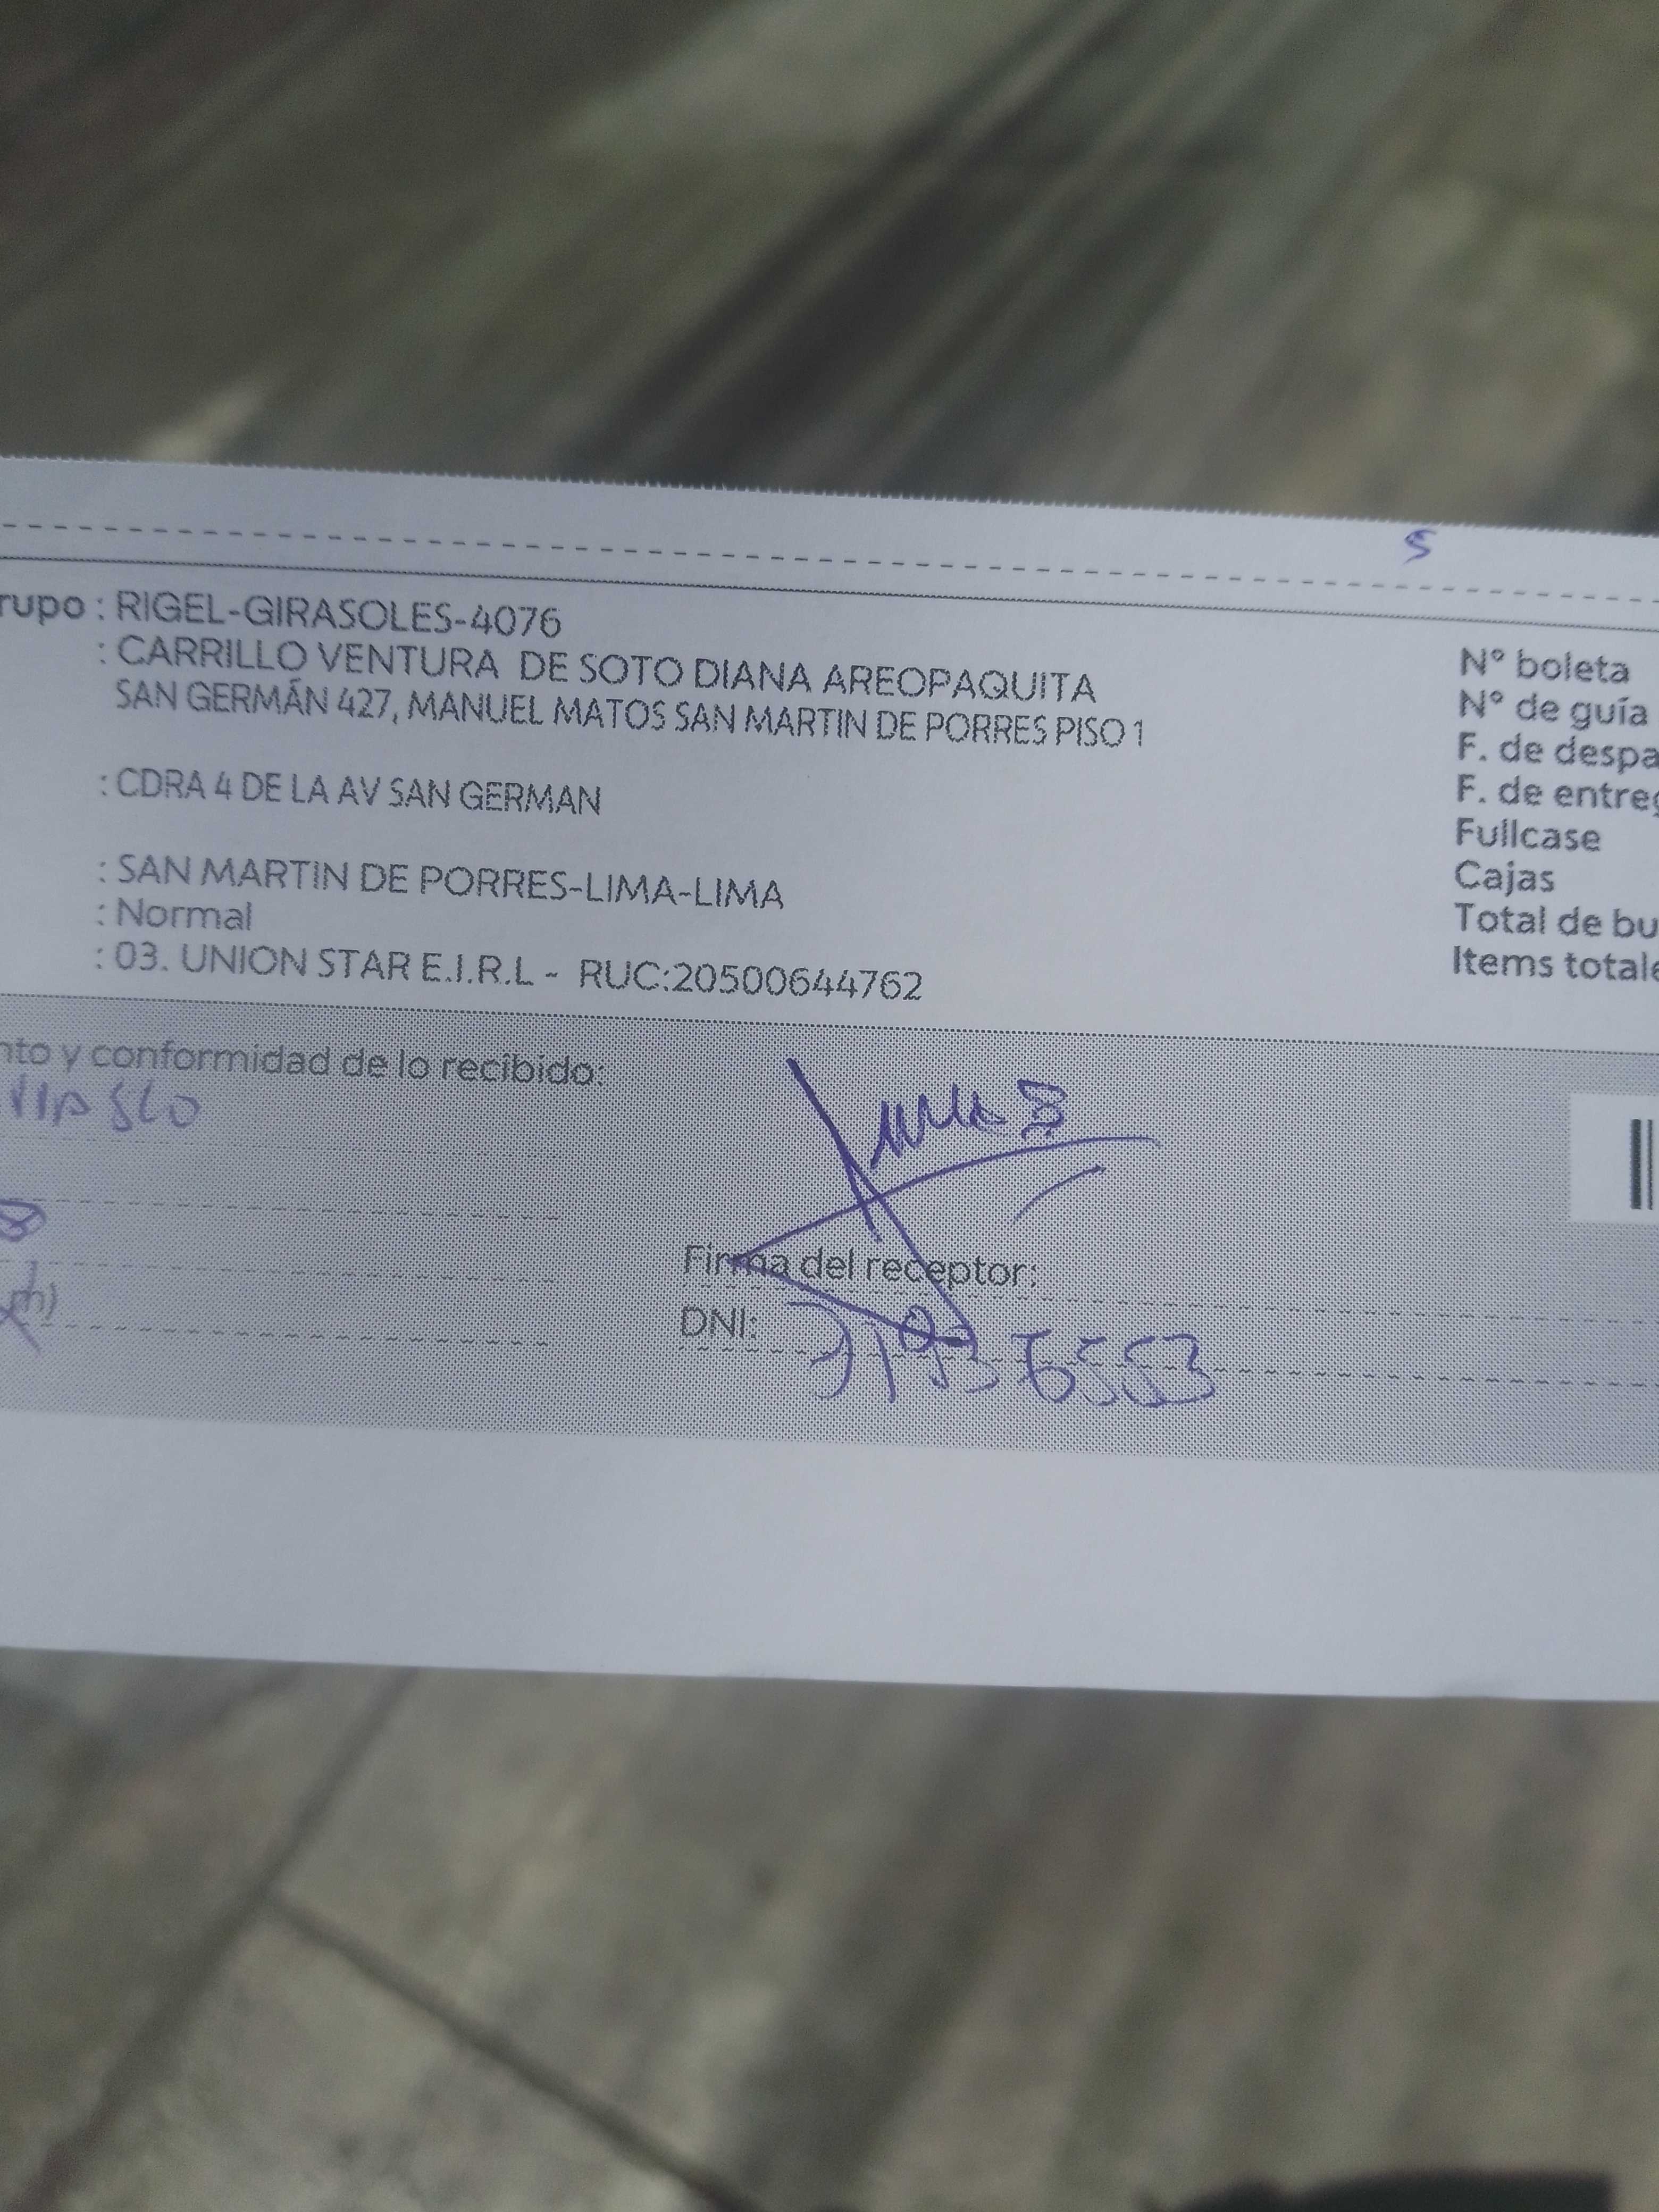 S
rupo : RIGEL-GIRASOLES-4076
: CARRILLO VENTURA DE SOTO DIANA AREOPAQUITA
SAN GERMÁN 427, MANUEL MATOS SAN MARTIN DE PORRES PISO 1
: CDRA 4 DE LA AV SAN GERMAN
: SAN MARTIN DE PORRES-LIMA-LIMA
: Normal
: 03. UNION STAR E.I.R.L - RUC:20500644762
N° boleta
N° de guía
F. de despa
F. de entreg
Fullcase
Cajas
Total de bu
Items totale
nto y conformidad de lo recibido:
Firma del receptor:
DNI: